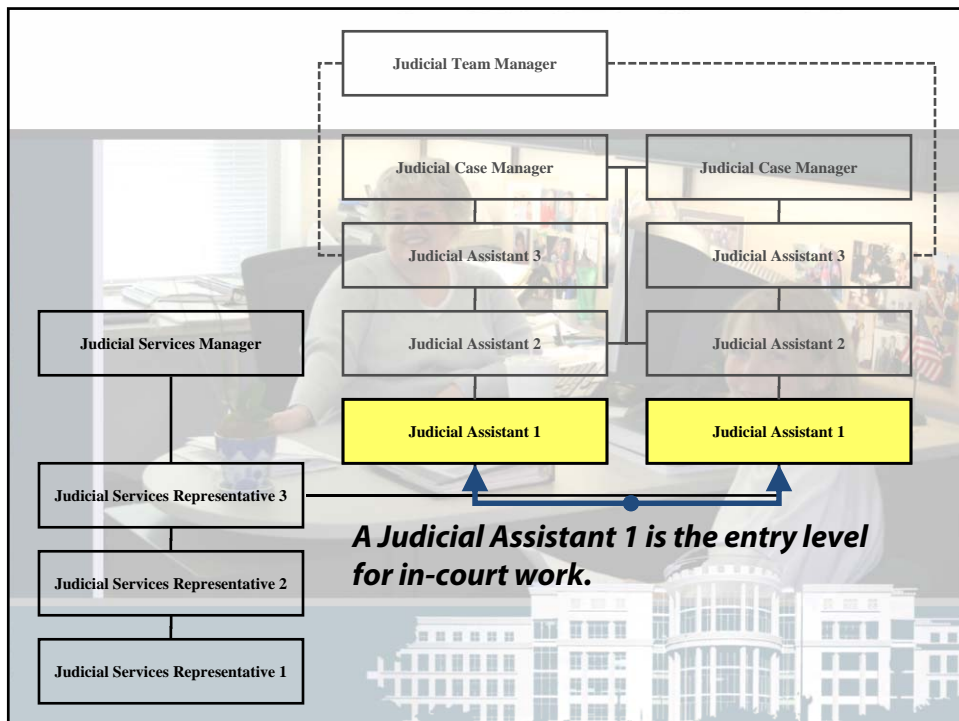 Judicial Team Manager
Judicial Case Manager
Judicial Case Manager
Judicial Assistant 3
Judicial Assistant 3
Judicial Services Manager
Judicial Assistant 2
Judicial Assistant 2
Judicial Assistant 1
Judicial Assistant 1
Judicial Services Representative 3
A Judicial Assistant 1 is the entry level
for in-court work.
Judicial Services Representative 2
Judicial Services Representative 1